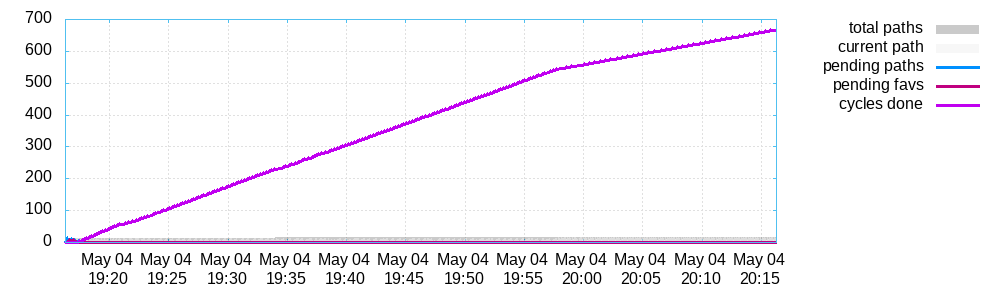 700
600
500
400
300
200
100
0
May 04 May 04 May 04 May 04 May 04 May 04 May 04 May 04 May 04 May 04 May 04 May 04
19:20 19:25 19:30 19:35 19:40 19:45 19:50 19:55 20:00 20:05 20:10 20:15
total paths
current path
pending paths
pending favs
cycles done